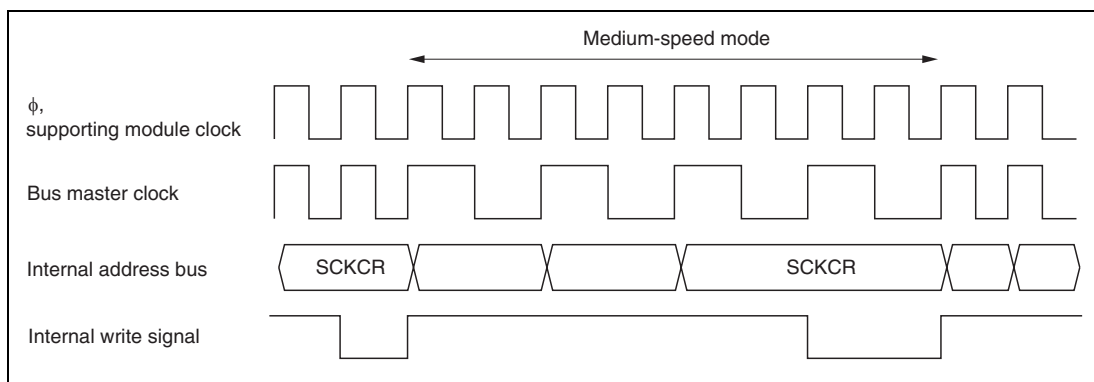 Medium-speed mode
ϕ,
supporting module clock
Bus master clock
Internal address bus
SCKCR
SCKCR
Internal write signal